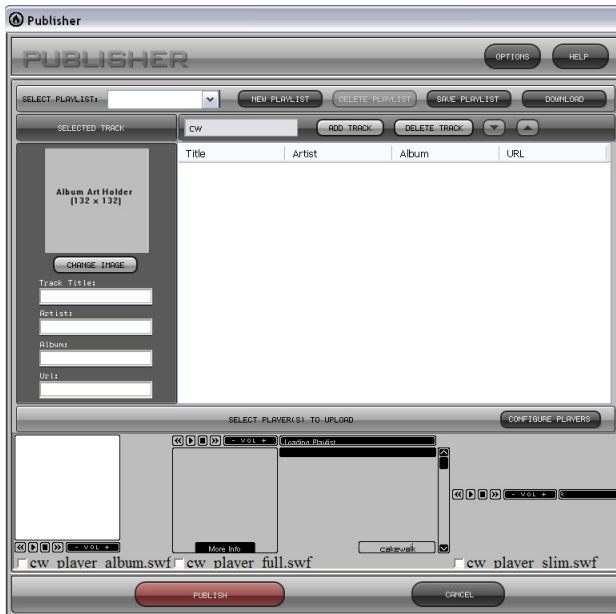 Publisher
PUBLISHER
OPTIONS
HELP
SELECT PLAYLIST:
NEW PLAYLIST
DELETE PLAYLIST
SAVE PLAYLIST
DOWNLOAD
SELECTED TRACK
cw
ADD TRACK
DELETE TRACK
Title Artist Album URL
Album Art Holder
(132 x 132)
CHANGE IMAGE
Track Title:
Artist:
Album:
Url:
SELECT PLAYER(S) TO UPLOAD
CONFIGURE PLAYERS
- VOL +
Loading Playlist
- VOL +
- VOL +
More Info
cakewalk
cw_player_album.swf
cw_player_full.swf
cw_player_slim.swf
PUBLISH
CANCEL